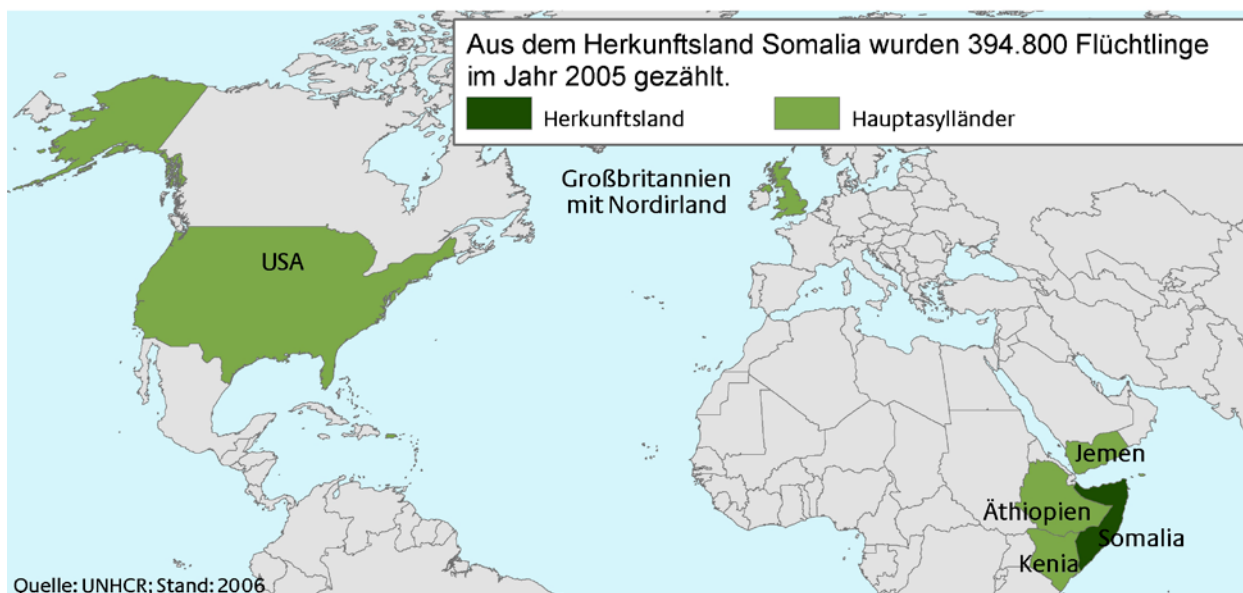 Aus dem Herkunftsland Somalia wurden 394.800 Flüchtlinge
im Jahr 2005 gezählt.
Herkunftsland
Hauptasylländer
Großbritannien
mit Nordirland
USA
Jemen
Äthiopien
Somalia
Kenia
Quelle: UNHCR; Stand: 2006